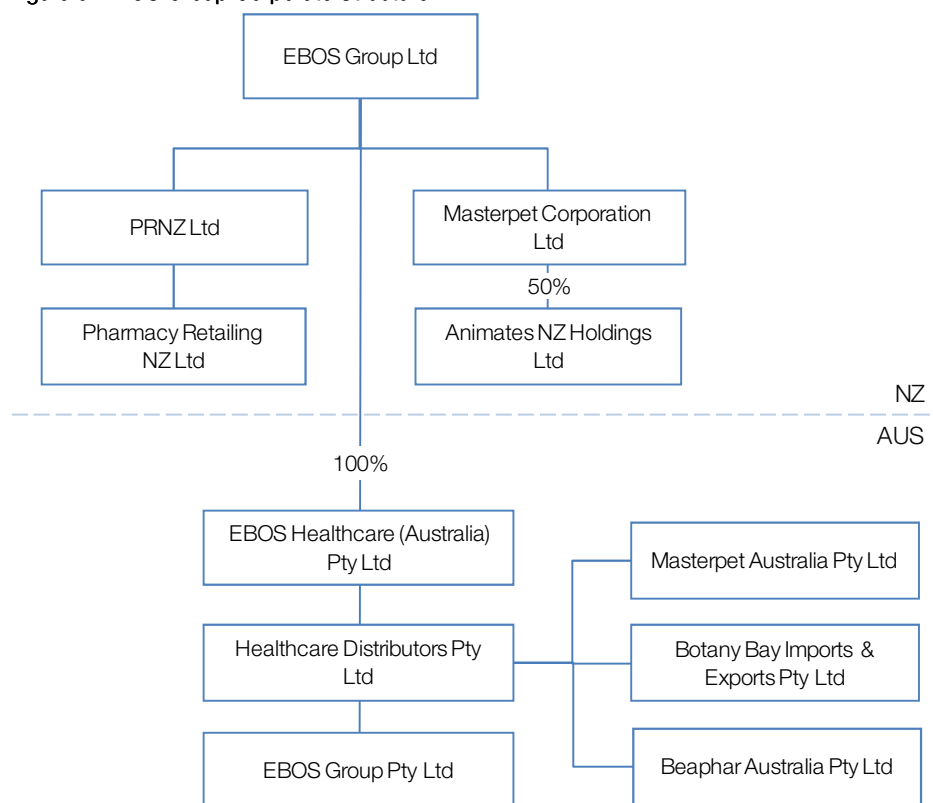 EBOS Group Ltd
PRNZ Ltd
Masterpet Corporation
Ltd
50%
Pharmacy Retailing
NZ Ltd
Animates NZ Holdings
Ltd
NZ
AUS
100%
EBOS Healthcare (Australia)
Pty Ltd
Masterpet Australia Pty Ltd
Healthcare Distributors Pty
Ltd
Botany Bay Imports &
Exports Pty Ltd
EBOS Group Pty Ltd
Beaphar Australia Pty Ltd